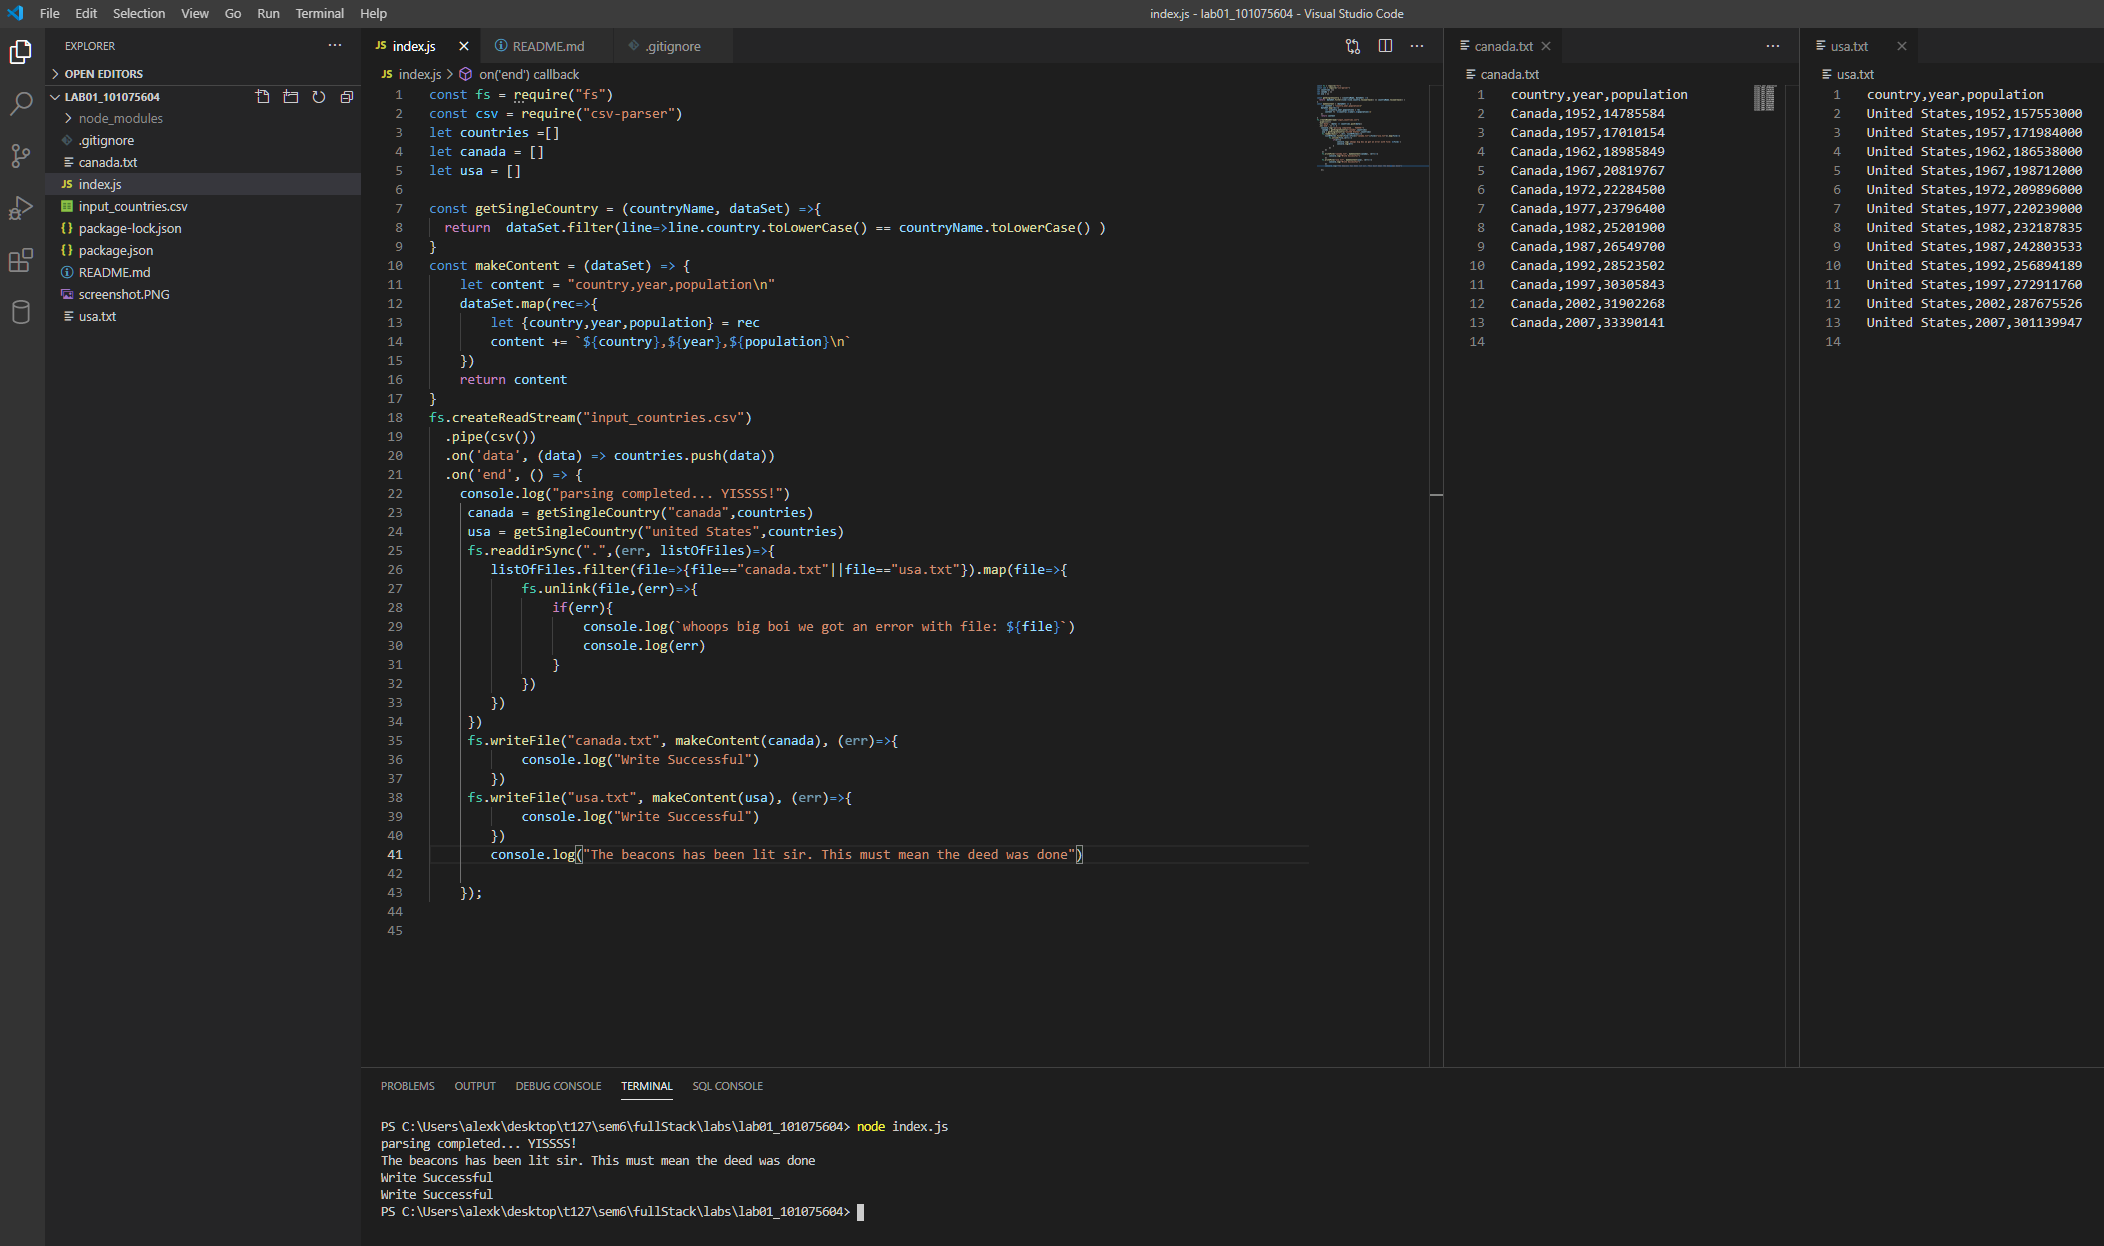 File Edit Selection View Go Run Terminal Help
index.js - lab01_101075604 - Visual Studio Code
EXPLORER
OPEN EDITORS
LAB01_101075604
node_modules
.gitignore
canada.txt
JS index.js
input_countries.csv
{} package-lock.json
{} package.json
README.md
screenshot.PNG
usa.txt
JS index.js
README.md
.gitignore
JS index.js > on('end') callback
1 const fs = require("fs")
2 const csv = require("csv-parser")
3 let countries =[]
4 let canada = []
5 let usa = []
6
7 const getSingleCountry = (countryName, dataSet) =>{
8 return  dataSet.filter(line=>line.country.toLowerCase() == countryName.toLowerCase() )
9 }
10 const makeContent = (dataSet) => {
11 let content = "country,year,population\n"
12 dataSet.map(rec=>{
13 let {country,year,population} = rec
14 content += `${country},${year},${population}\n`
15 })
16 return content
17 }
18 fs.createReadStream("input_countries.csv")
19 .pipe(csv())
20 .on('data', (data) => countries.push(data))
21 .on('end', () => {
22 console.log("parsing completed... YISSSS!")
23 canada = getSingleCountry("canada",countries)
24 usa = getSingleCountry("united States",countries)
25 fs.readdirSync(".",(err, listOfFiles)=>{
26 listOfFiles.filter(file=>{file=="canada.txt"||file=="usa.txt"}).map(file=>{
27 fs.unlink(file,(err)=>{
28 if(err){
29 console.log(`whoops big boi we got an error with file: ${file}`)
30 console.log(err)
31 }
32 })
33 })
34 })
35 fs.writeFile("canada.txt", makeContent(canada), (err)=>{
36 console.log("Write Successful")
37 })
38 fs.writeFile("usa.txt", makeContent(usa), (err)=>{
39 console.log("Write Successful")
40 })
41 console.log("The beacons has been lit sir. This must mean the deed was done")
42
43 });
44
45
canada.txt
canada.txt
1 country,year,population
2 Canada,1952,14785584
3 Canada,1957,17010154
4 Canada,1962,18985849
5 Canada,1967,20819767
6 Canada,1972,22284500
7 Canada,1977,23796400
8 Canada,1982,25201900
9 Canada,1987,26549700
10 Canada,1992,28523502
11 Canada,1997,30305843
12 Canada,2002,31902268
13 Canada,2007,33390141
14
usa.txt
usa.txt
1 country,year,population
2 United States,1952,157553000
3 United States,1957,171984000
4 United States,1962,186538000
5 United States,1967,198712000
6 United States,1972,209896000
7 United States,1977,220239000
8 United States,1982,232187835
9 United States,1987,242803533
10 United States,1992,256894189
11 United States,1997,272911760
12 United States,2002,287675526
13 United States,2007,301139947
14
PROBLEMS OUTPUT DEBUG CONSOLE TERMINAL SQL CONSOLE
PS C:\Users\alexk\desktop\t127\sem6\fullStack\labs\lab01_101075604> node index.js
parsing completed... YISSSS!
The beacons has been lit sir. This must mean the deed was done
Write Successful
Write Successful
PS C:\Users\alexk\desktop\t127\sem6\fullStack\labs\lab01_101075604>